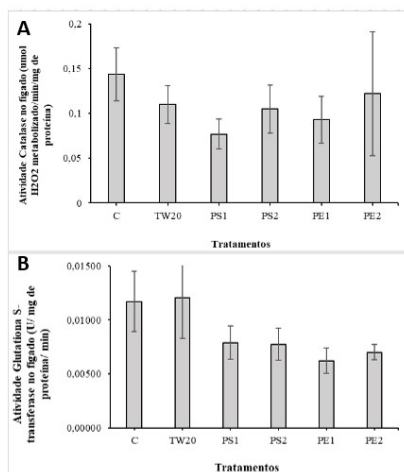 A
Atividade Catalase no fígado (umol
H2O2 metabolizado/min/mg de
proteína)
0,2
0,15
0,1
0,05
0
C TW20 PS1 PS2 PE1 PE2
Tratamentos
B
Atividade Glutationa S-
transferase no fígado (U/ mg de
proteína/ min)
0,01500
0,01000
0,00500
0,00000
C TW20 PS1 PS2 PE1 PE2
Tratamentos